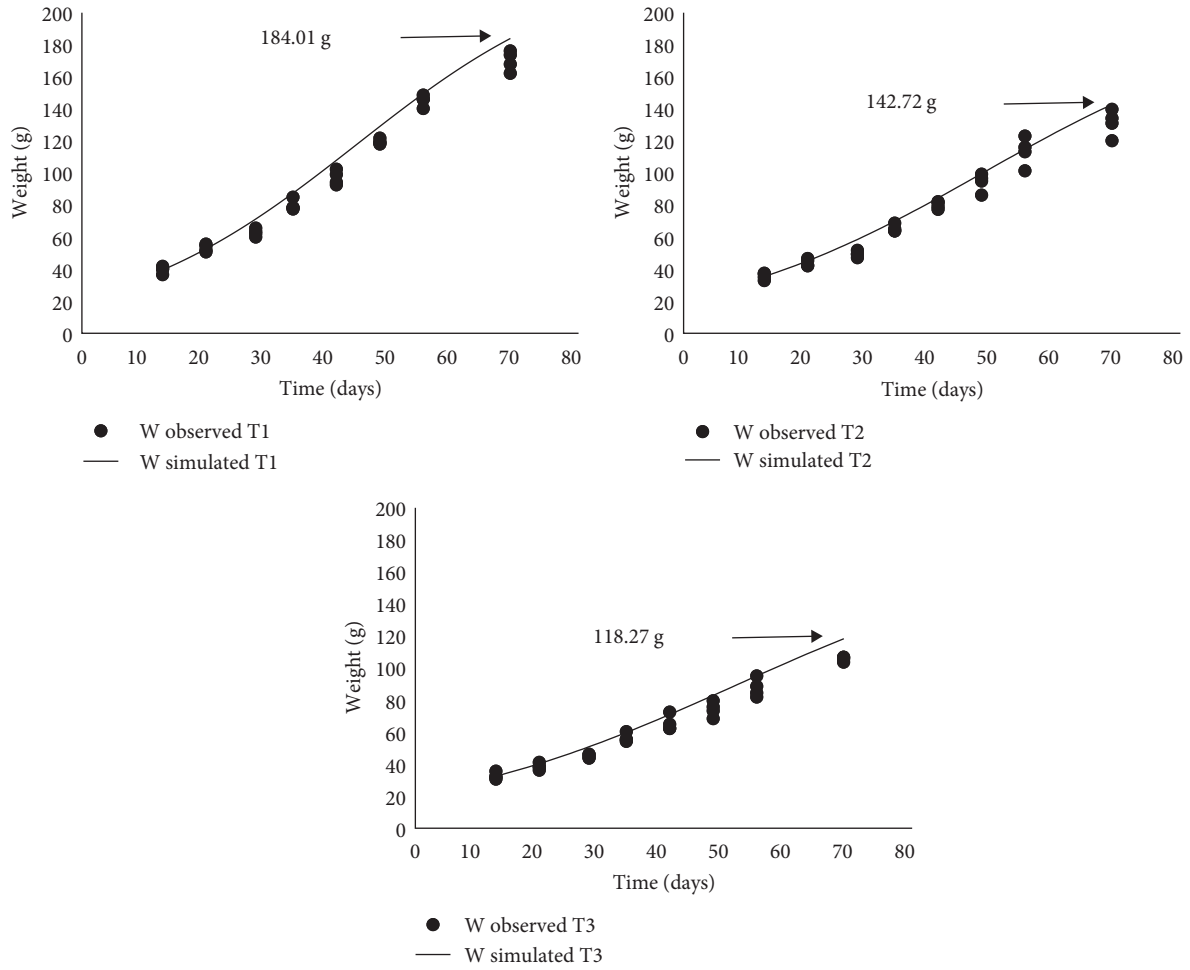 200
180
160
140
120
100
80
60
40
20
0
Weight (g)
184.01 g
0 10 20 30 40 50 60 70 80
Time (days)
W observed T1
W simulated T1
200
180
160
140
120
100
80
60
40
20
0
Weight (g)
142.72 g
0 10 20 30 40 50 60 70 80
Time (days)
W observed T2
W simulated T2
200
180
160
140
120
100
80
60
40
20
0
Weight (g)
118.27 g
0 10 20 30 40 50 60 70 80
Time (days)
W observed T3
W simulated T3